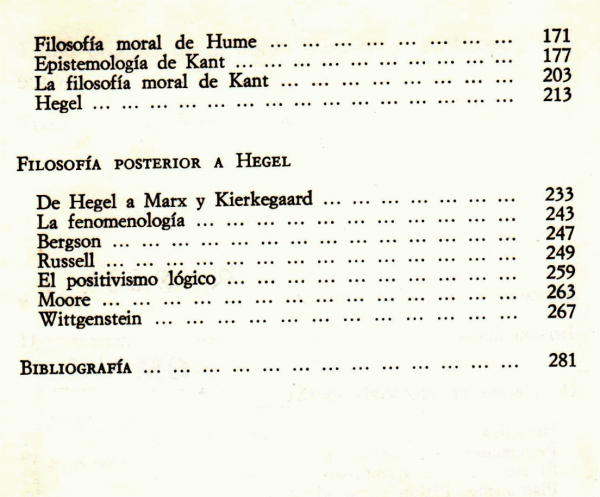 Filosofía moral de Hume ... ... ... ... ... ... ... ... ... 171
Epistemología de Kant ... ... ... ... ... ... ... ... ... ... 177
La filosofía moral de Kant ... ... ... ... ... ... ... ... ... 203
Hegel ... ... ... ... ... ... ... ... ... ... ... ... ... ... ... 213
FILOSOFÍA POSTERIOR A HEGEL
De Hegel a Marx y Kierkegaard ... ... ... ... ... ... ... 233
La fenomenología ... ... ... ... ... ... ... ... ... ... ... 243
Bergson ... ... ... ... ... ... ... ... ... ... ... ... ... ... 247
Russell ... ... ... ... ... ... ... ... ... ... ... ... ... ... 249
El positivismo lógico ... ... ... ... ... ... ... ... ... ... 259
Moore ... ... ... ... ... ... ... ... ... ... ... ... ... ... 263
Wittgenstein ... ... ... ... ... ... ... ... ... ... ... ... 267
BIBLIOGRAFÍA ... ... ... ... ... ... ... ... ... ... ... ... ... 281